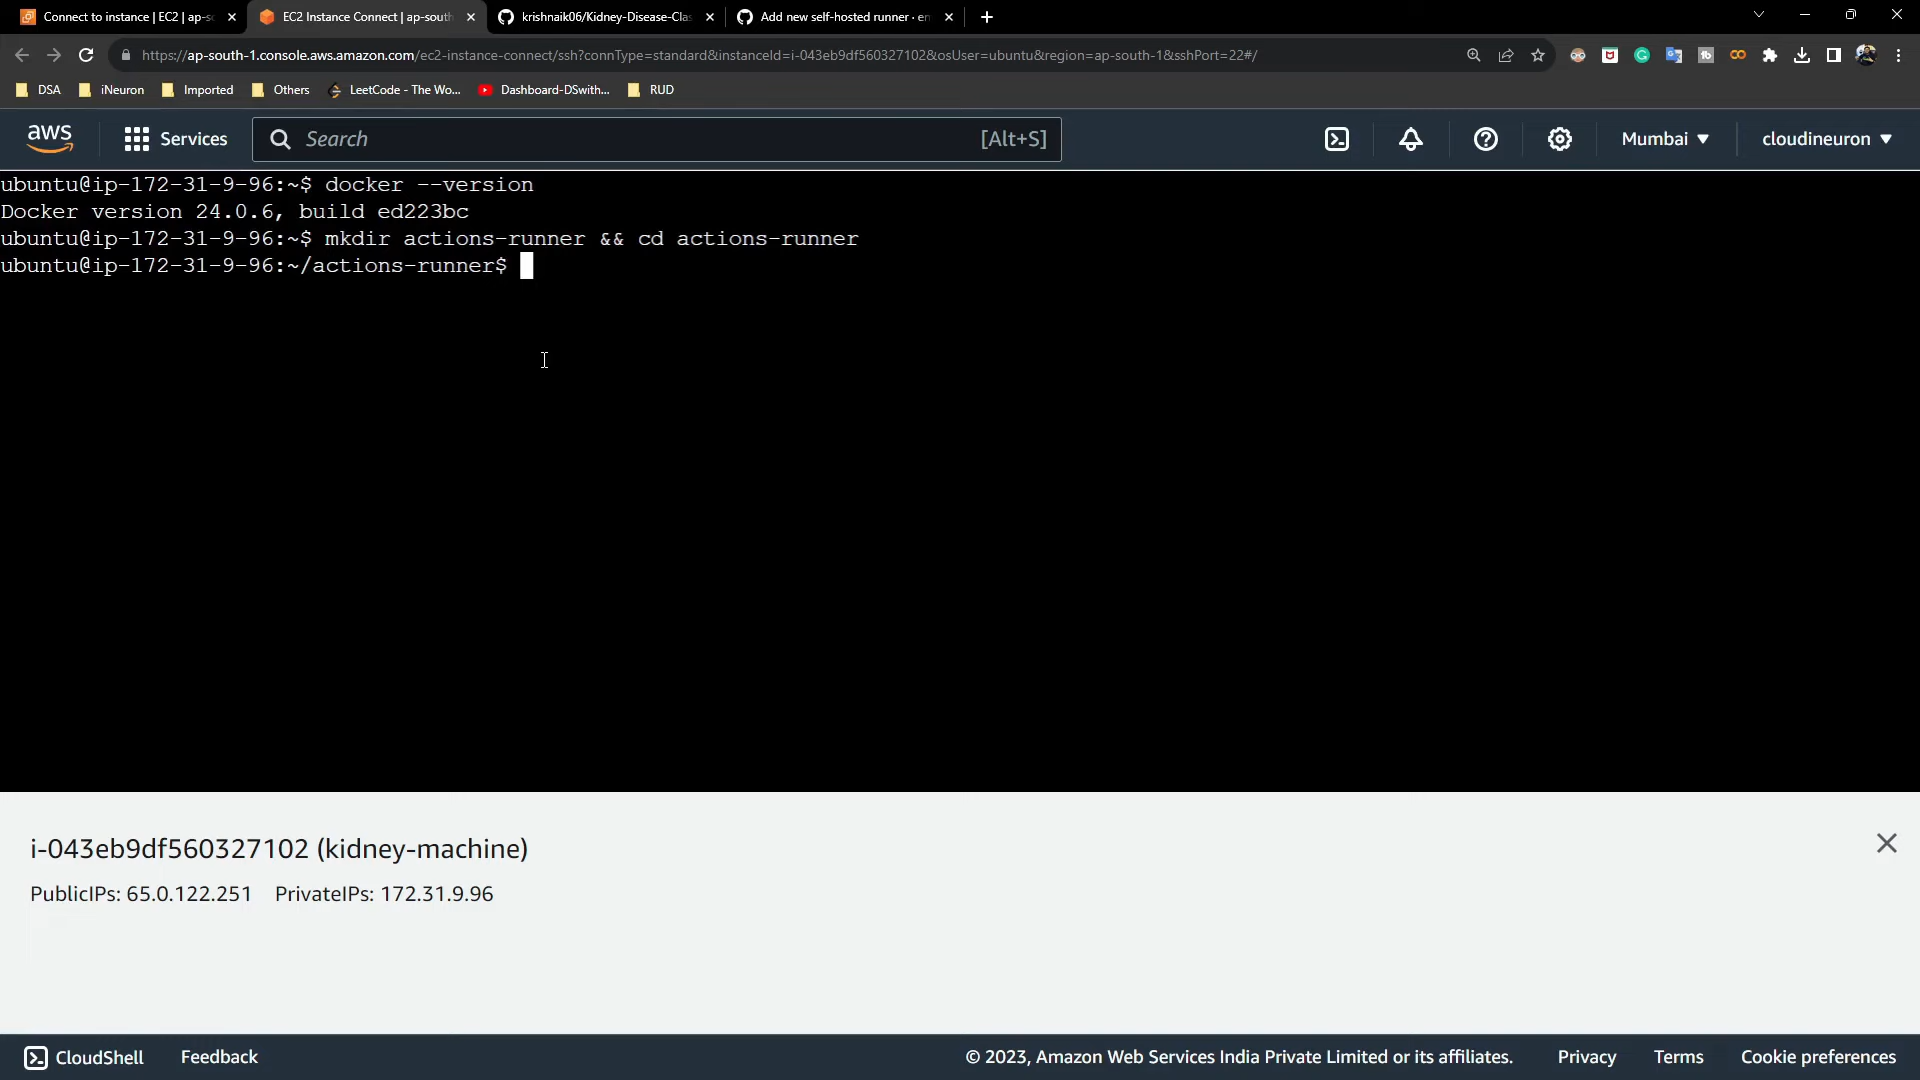 Connect to instance | EC2 | ap-s
EC2 Instance Connect | ap-south
krishnaik06/Kidney-Disease-Clas
Add new self-hosted runner · en
https://ap-south-1.console.aws.amazon.com/ec2-instance-connect/ssh?connType=standard&instanceId=i-043eb9df560327102&osUser=ubuntu&region=ap-south-1&sshPort=22#/
DSA
iNeuron
Imported
Others
LeetCode - The Wo...
Dashboard-DSwith...
RUD
aws
Services
Search
[Alt+S]
Mumbai
cloudineuron
ubuntu@ip-172-31-9-96:~$ docker --version
Docker version 24.0.6, build ed223bc
ubuntu@ip-172-31-9-96:~$ mkdir actions-runner && cd actions-runner
ubuntu@ip-172-31-9-96:~/actions-runner$
i-043eb9df560327102 (kidney-machine)
PublicIPs: 65.0.122.251 PrivateIPs: 172.31.9.96
CloudShell
Feedback
© 2023, Amazon Web Services India Private Limited or its affiliates.
Privacy
Terms
Cookie preferences